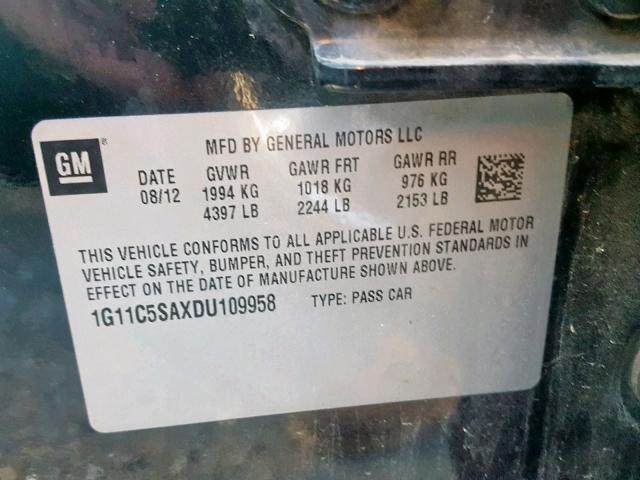 GM®
MFD BY GENERAL MOTORS LLC
DATE GVWR GAWR FRT GAWR RR
08/12 1994 KG 1018 KG 976 KG
4397 LB 2244 LB 2153 LB
THIS VEHICLE CONFORMS TO ALL APPLICABLE U.S. FEDERAL MOTOR
VEHICLE SAFETY, BUMPER, AND THEFT PREVENTION STANDARDS IN
EFFECT ON THE DATE OF MANUFACTURE SHOWN ABOVE.
1G11C5SAXDU109958 TYPE: PASS CAR